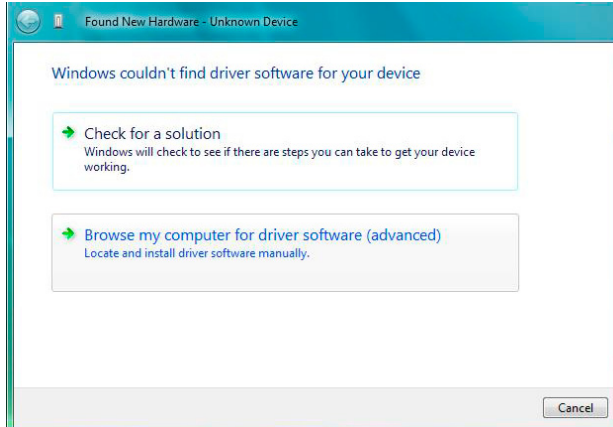 Found New Hardware - Unknown Device
Windows couldn't find driver software for your device
Check for a solution
Windows will check to see if there are steps you can take to get your device
working.
Browse my computer for driver software (advanced)
Locate and install driver software manually.
Cancel